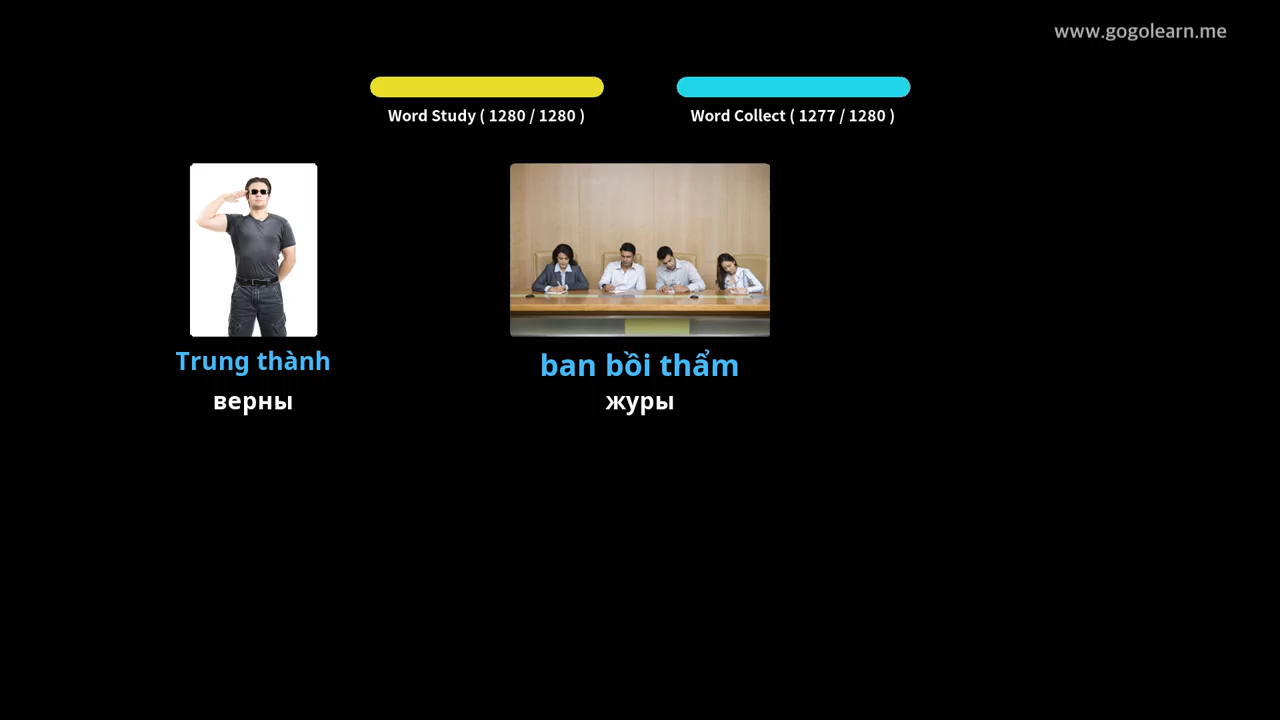 www.gogolearn.me
Word Study ( 1280 / 1280 )
Word Collect ( 1277 / 1280 )
Trung thành
верны
ban bồi thẩm
журы